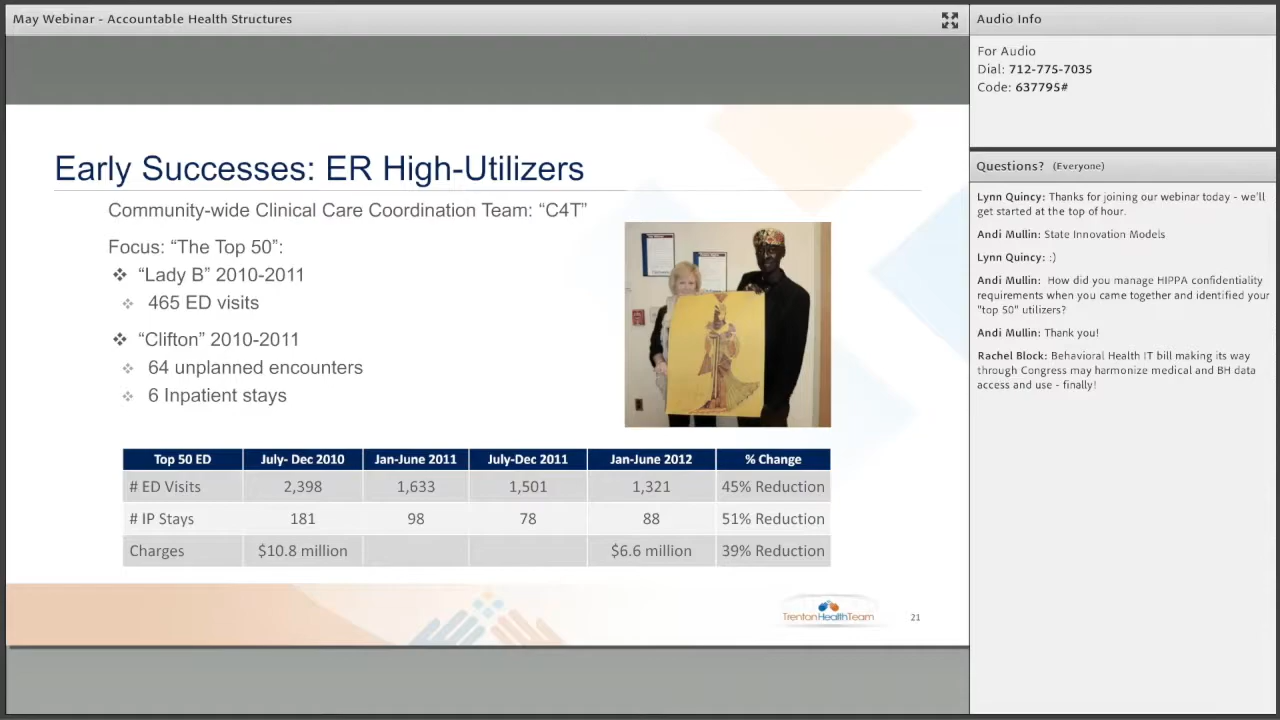 May Webinar - Accountable Health Structures
Early Successes: ER High-Utilizers
Community-wide Clinical Care Coordination Team: “C4T”
Focus: “The Top 50”:
“Lady B” 2010-2011
465 ED visits
“Clifton” 2010-2011
64 unplanned encounters
6 Inpatient stays
Top 50 ED July- Dec 2010 Jan-June 2011 July-Dec 2011 Jan-June 2012 % Change
# ED Visits 2,398 1,633 1,501 1,321 45% Reduction
# IP Stays 181 98 78 88 51% Reduction
Charges $10.8 million $6.6 million 39% Reduction
TrentonHealthTeam
21
Audio Info
For Audio
Dial: 712-775-7035
Code: 637795#
Questions? (Everyone)
Lynn Quincy: Thanks for joining our webinar today - we'll
get started at the top of hour.
Andi Mullin: State Innovation Models
Lynn Quincy: :)
Andi Mullin: How did you manage HIPPA confidentiality
requirements when you came together and identified your
"top 50" utilizers?
Andi Mullin: Thank you!
Rachel Block: Behavioral Health IT bill making its way
through Congress may harmonize medical and BH data
access and use - finally!